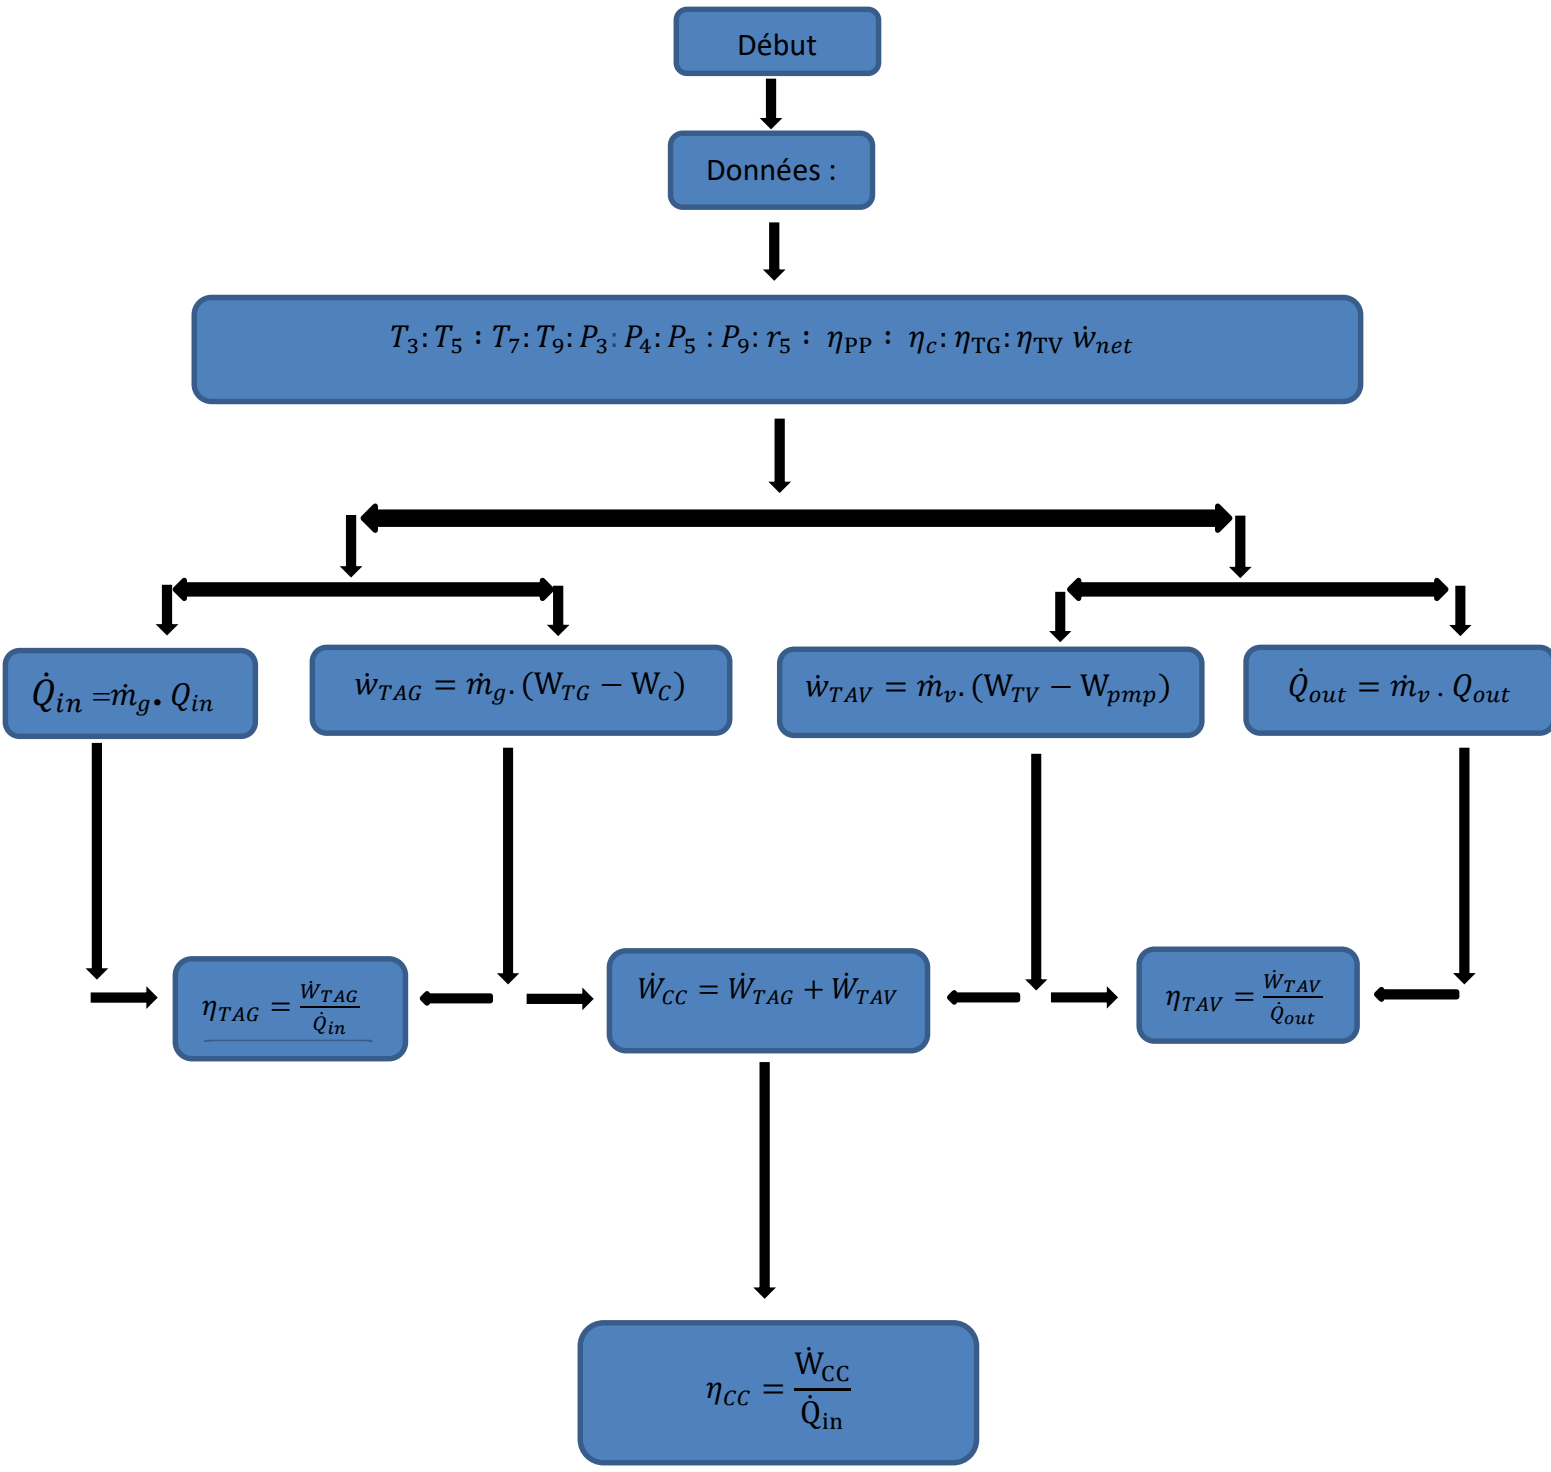 Début
Données :
T₃: T₅ : T₇: T₉: P₃: P₄: P₅ : P₉: r₅ : η_PP : η_c: η_TG: η_TV ẇ_net
Q̇_in =ṁ_g. Q_in
ẇ_TAG = ṁ_g. (W_TG − W_C)
ẇ_TAV = ṁ_v. (W_TV − W_pmp)
Q̇_out = ṁ_v . Q_out
η_TAG = Ẇ_TAG / Q̇_in
Ẇ_CC = Ẇ_TAG + Ẇ_TAV
η_TAV = Ẇ_TAV / Q̇_out
η_CC = Ẇ_CC / Q̇_in